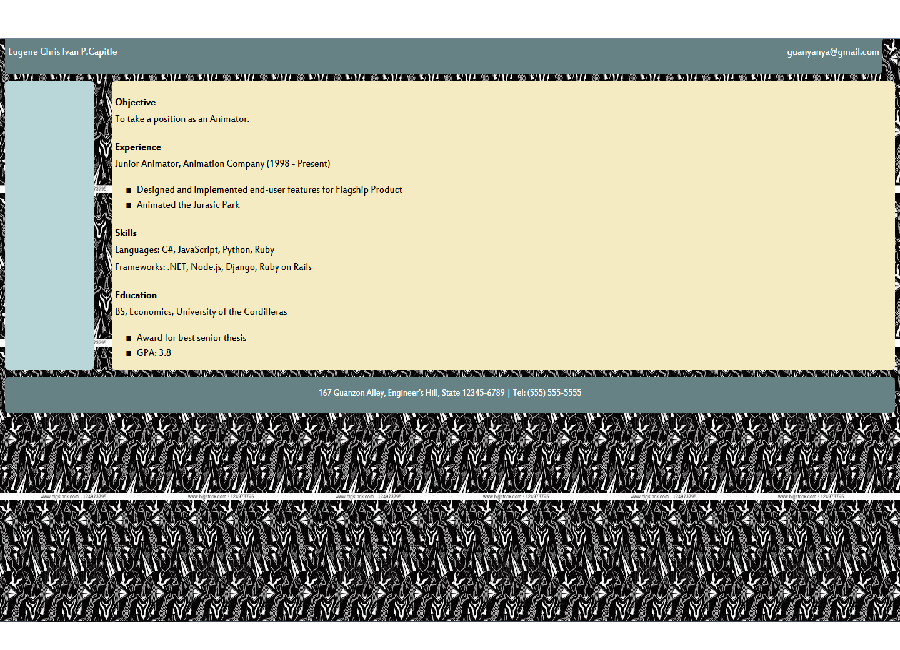 Eugene Chris Ivan P.Capitle
guanyanya@gmail.com
Objective
To take a position as an Animator.
Experience
Junior Animator, Animation Company (1998 - Present)
Designed and implemented end-user features for Flagship Product
Animated the Jurasic Park
Skills
Languages: C#, JavaScript, Python, Ruby
Frameworks: .NET, Node.js, Django, Ruby on Rails
Education
BS, Economics, University of the Cordilleras
Award for best senior thesis
GPA: 3.8
167 Guanzon Alley, Engineer's Hill, State 12345-6789 | Tel: (555) 555-5555